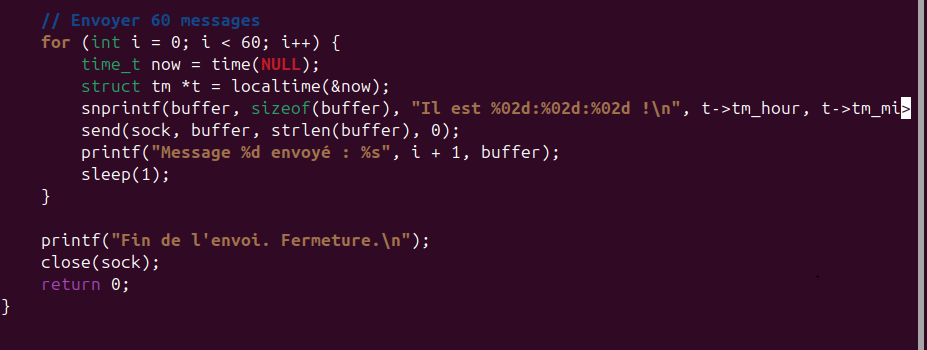 // Envoyer 60 messages
for (int i = 0; i < 60; i++) {
time_t now = time(NULL);
struct tm *t = localtime(&now);
snprintf(buffer, sizeof(buffer), "Il est %02d:%02d:%02d !\n", t->tm_hour, t->tm_mi>
send(sock, buffer, strlen(buffer), 0);
printf("Message %d envoyé : %s", i + 1, buffer);
sleep(1);
}
printf("Fin de l'envoi. Fermeture.\n");
close(sock);
return 0;
}